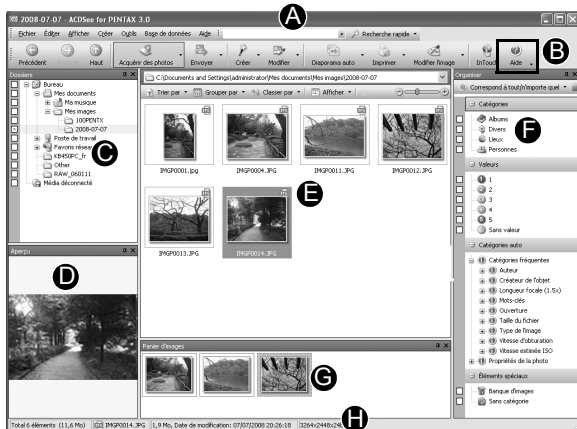 2008-07-07 - ACDSee for PENTAX 3.0
A
Fichier Éditer Afficher Créer Outils Base de données Aide
Recherche rapide
B
Précédent Haut Acquérir des photos Envoyer Créer Modifier Diaporama auto Imprimer Modifier l'image InTouch Aide
Dossiers
Bureau
Mes documents
Ma musique
Mes images
100PENTX
2008-07-07
Poste de travail
Favoris réseau
KB450PC_fr
Other
RAW_060111
Média déconnecté
C
C:\Documents and Settings\administrator\Mes documents\Mes images\2008-07-07
Trier par Grouper par Classer par Afficher
IMGP0001.jpg IMGP0004.JPG IMGP0011.JPG IMGP0012.JPG
E
IMGP0013.JPG IMGP0014.JPG
Organiser
Correspond à tout/n'importe quel
Catégories
Albums
Divers
Lieux
Personnes
F
Valeurs
1
2
3
4
5
Sans valeur
Catégories auto
Catégories fréquentes
Auteur
Créateur de l'objet
Longueur focale (1.5x)
Mots-clés
Ouverture
Taille du fichier
Type de l'image
Vitesse d'obturation
Vitesse estimée ISO
Propriétés de la photo
Éléments spéciaux
Banque d'images
Sans catégorie
Aperçu
D
Panier d'images
G
H
Total 6 éléments (11,6 Mo) IMGP0014.JPG 1,9 Mo, Date de modification: 07/07/2008 20:26:18 3264x2448x24b